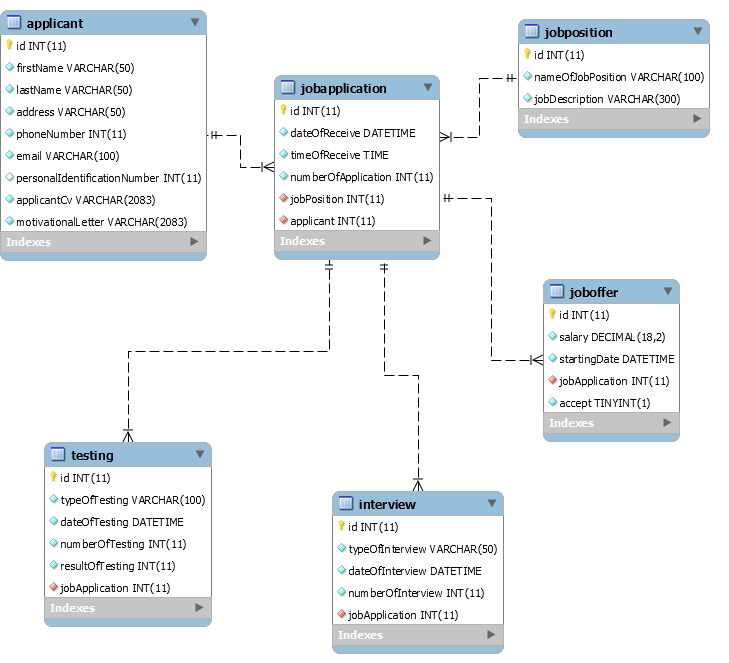 applicant
id INT(11)
firstName VARCHAR(50)
lastName VARCHAR(50)
address VARCHAR(50)
phoneNumber INT(11)
email VARCHAR(100)
personalIdentificationNumber INT(11)
applicantCv VARCHAR(2083)
motivationalLetter VARCHAR(2083)
Indexes
jobapplication
id INT(11)
dateOfReceive DATETIME
timeOfReceive TIME
numberOfApplication INT(11)
jobPosition INT(11)
applicant INT(11)
Indexes
jobposition
id INT(11)
nameOfJobPosition VARCHAR(100)
jobDescription VARCHAR(300)
Indexes
joboffer
id INT(11)
salary DECIMAL(18,2)
startingDate DATETIME
jobApplication INT(11)
accept TINYINT(1)
Indexes
testing
id INT(11)
typeOfTesting VARCHAR(100)
dateOfTesting DATETIME
numberOfTesting INT(11)
resultOfTesting INT(11)
jobApplication INT(11)
Indexes
interview
id INT(11)
typeOfInterview VARCHAR(50)
dateOfInterview DATETIME
numberOfInterview INT(11)
jobApplication INT(11)
Indexes